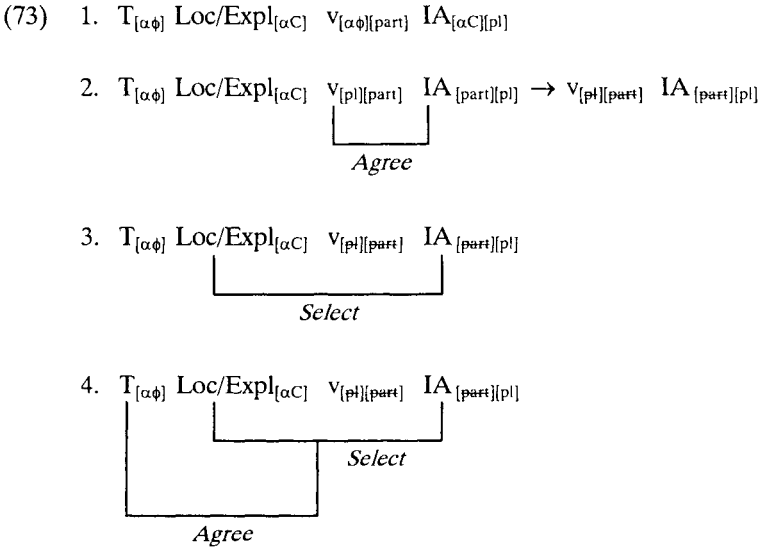 (73) 1. T[αϕ] Loc/Expl[αC] v[αϕ][part] IA[αC][pl]
2. T[αϕ] Loc/Expl[αC] v[pl][part] IA[part][pl] → v[pl][part] IA[part][pl]
Agree
3. T[αϕ] Loc/Expl[αC] v[pl][part] IA[part][pl]
Select
4. T[αϕ] Loc/Expl[αC] v[pl][part] IA[part][pl]
Select
Agree